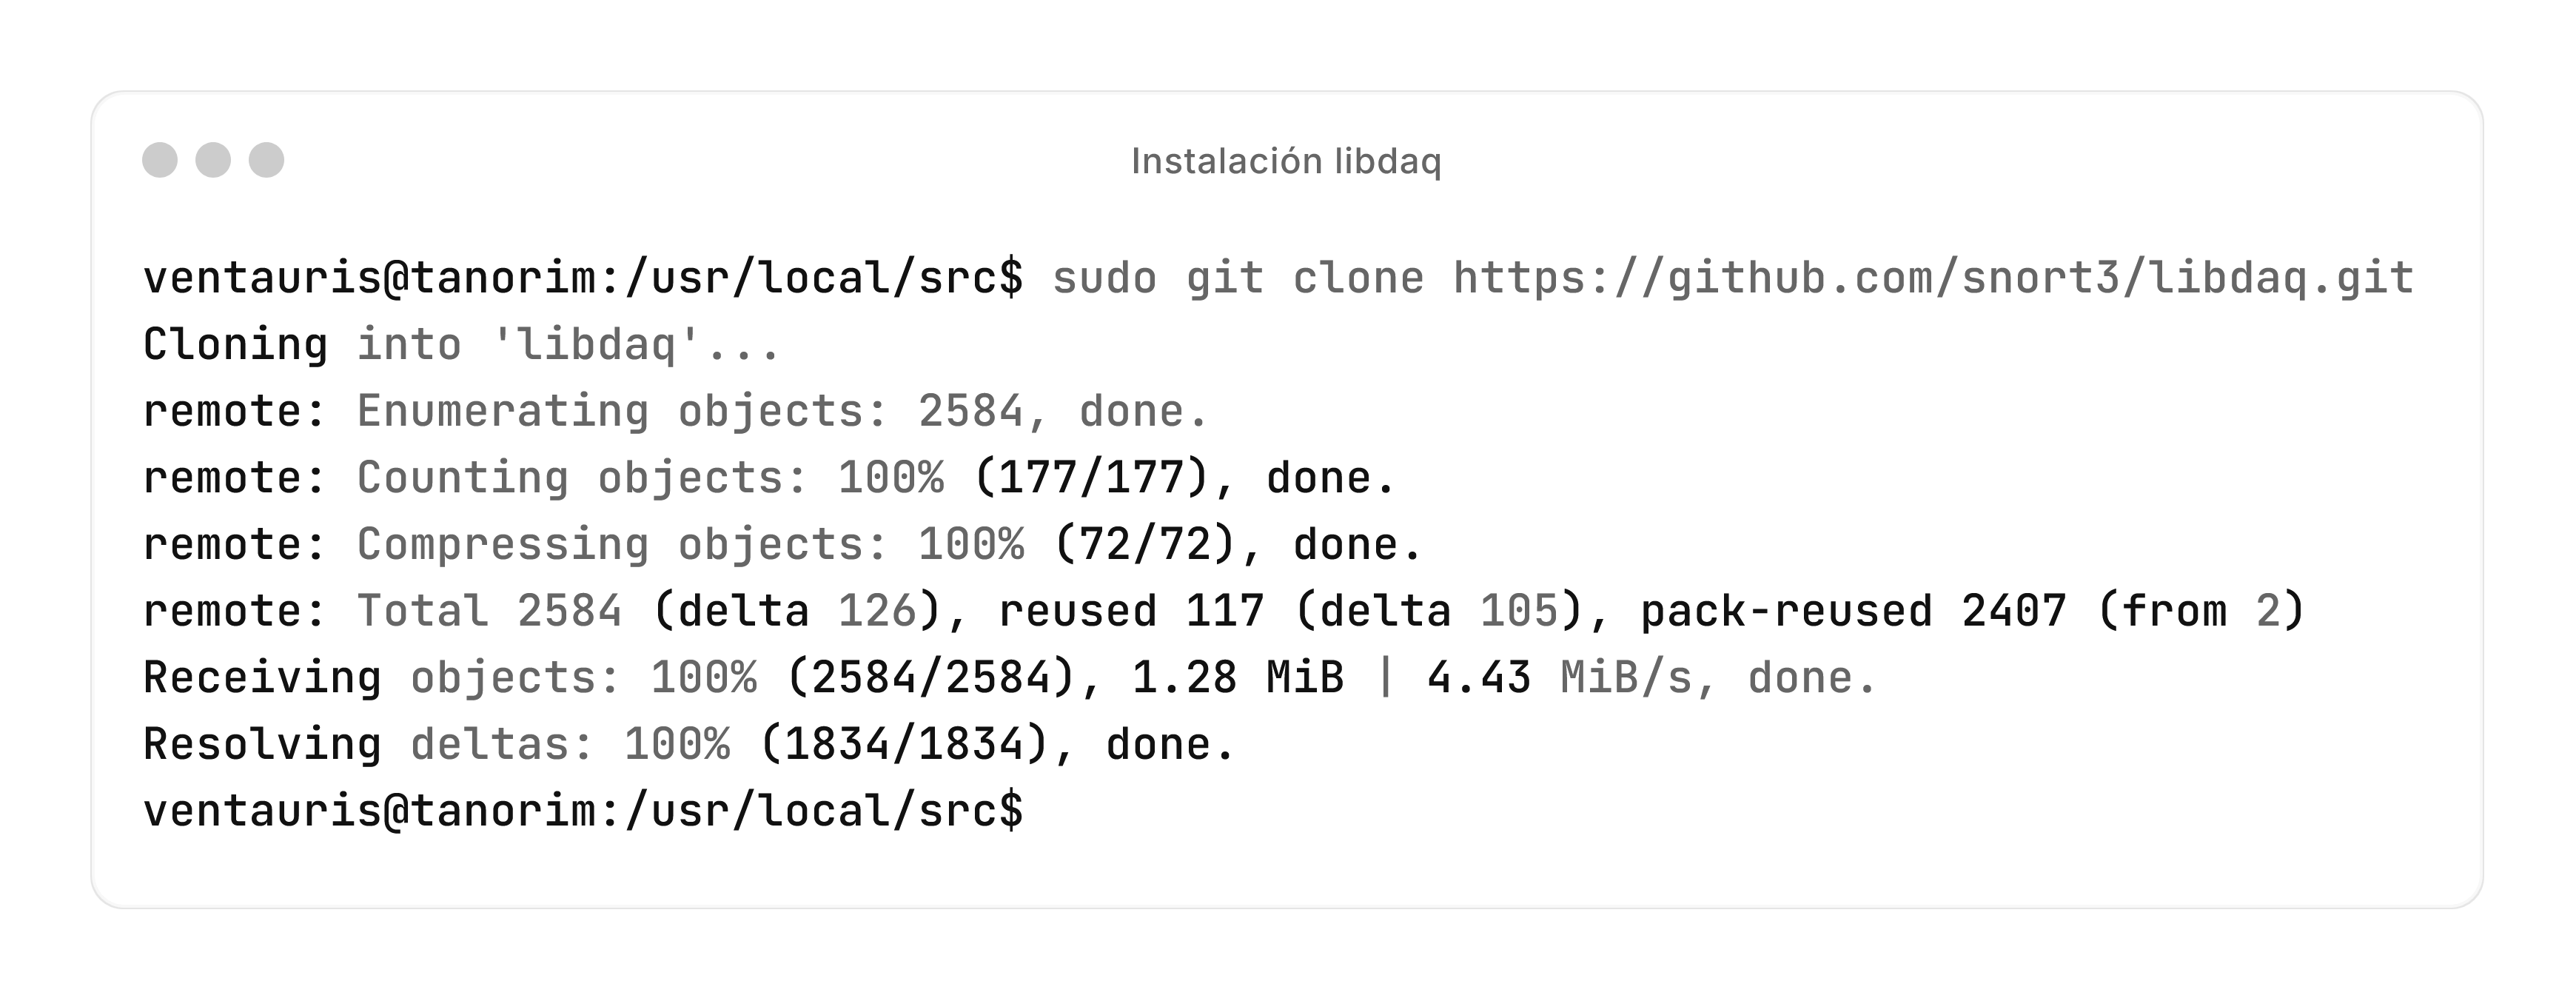 Instalación libdaq
ventauris@tanorim:/usr/local/src$ sudo git clone https://github.com/snort3/libdaq.git
Cloning into 'libdaq'...
remote: Enumerating objects: 2584, done.
remote: Counting objects: 100% (177/177), done.
remote: Compressing objects: 100% (72/72), done.
remote: Total 2584 (delta 126), reused 117 (delta 105), pack-reused 2407 (from 2)
Receiving objects: 100% (2584/2584), 1.28 MiB | 4.43 MiB/s, done.
Resolving deltas: 100% (1834/1834), done.
ventauris@tanorim:/usr/local/src$